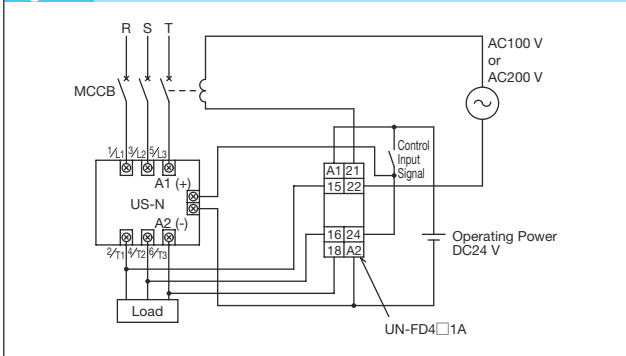 R S T
AC100 V
or
AC200 V
MCCB
Control
Input
Signal
1/L1 3/L2 5/L3
A1 (+)
US-N
A2 (-)
2/T1 4/T2 6/T3
A1 21
15 22
16 24
18 A2
Operating Power
DC24 V
Load
UN-FD4□1A